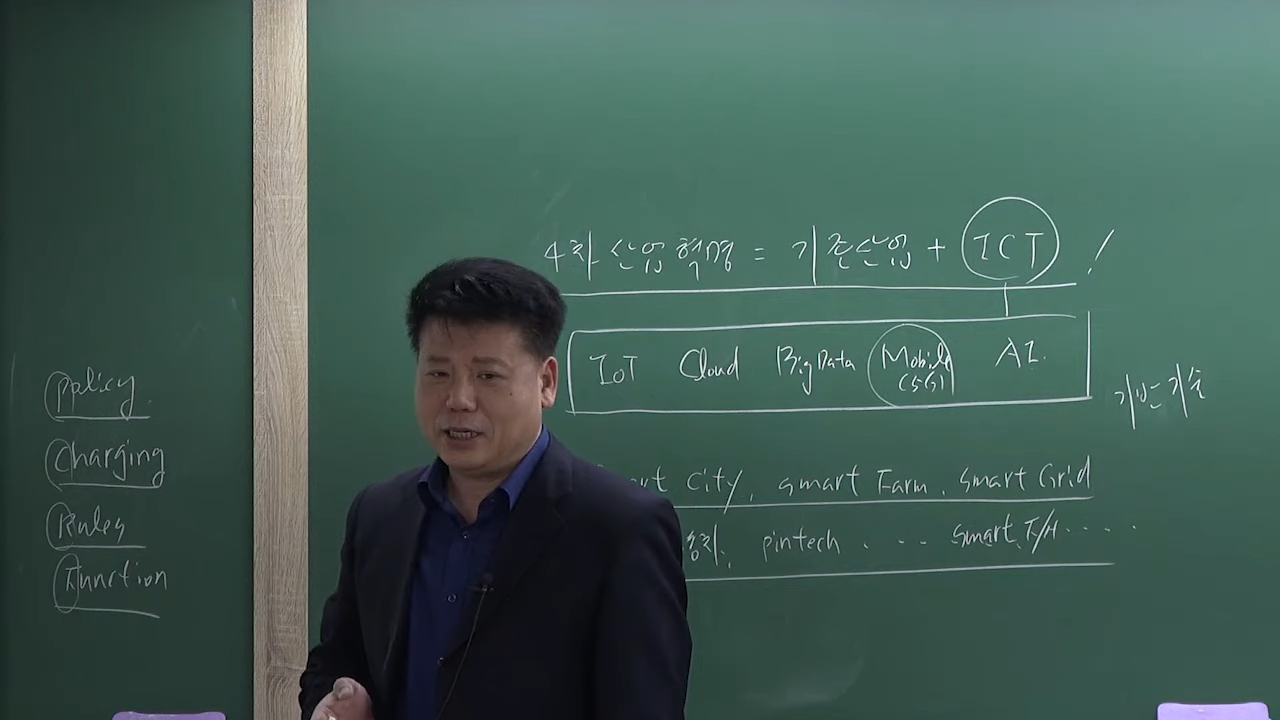 Policy
Charging
Rules
Function
4차 산업혁명 = 기존산업 + ICT !
IoT Cloud BigData Mobile AI.
(5G)
기반기술
City, smart Farm, smart Grid
pintech . ... smart F/H .....